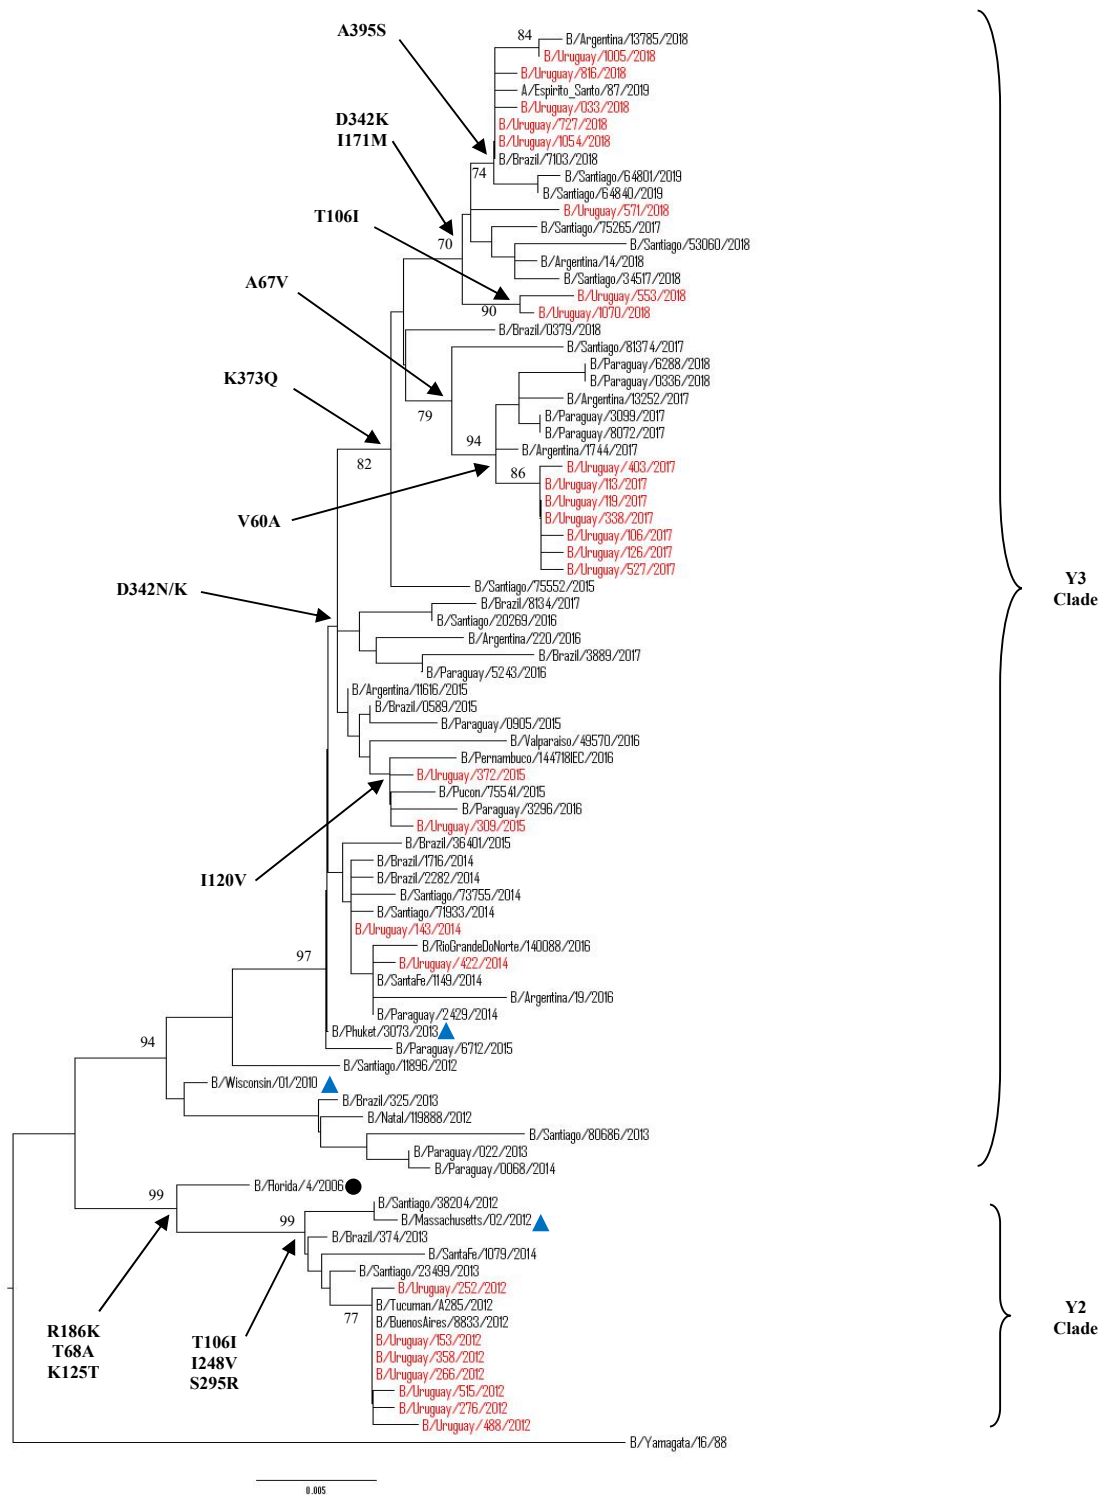 A395S
84
B/Argentina/13785/2018
B/Uruguay/1005/2018
B/Uruguay/816/2018
A/Espirito_Santo/87/2019
B/Uruguay/033/2018
D342K
I171M
B/Uruguay/727/2018
B/Uruguay/1054/2018
B/Brazil/7103/2018
74
B/Santiago/64801/2019
B/Santiago/64840/2019
T106I
B/Uruguay/571/2018
B/Santiago/75265/2017
70
B/Santiago/53060/2018
B/Argentina/14/2018
B/Santiago/34517/2018
A67V
B/Uruguay/553/2018
90
B/Uruguay/1070/2018
B/Brazil/0379/2018
B/Santiago/81374/2017
B/Paraguay/6288/2018
K373Q
B/Paraguay/0336/2018
B/Argentina/13252/2017
79
B/Paraguay/3099/2017
B/Paraguay/8072/2017
94
B/Argentina/1744/2017
82
B/Uruguay/403/2017
86
B/Uruguay/113/2017
B/Uruguay/119/2017
V60A
B/Uruguay/338/2017
B/Uruguay/106/2017
B/Uruguay/126/2017
B/Uruguay/527/2017
Y3
Clade
D342N/K
B/Santiago/75552/2015
B/Brazil/8134/2017
B/Santiago/20269/2016
B/Argentina/220/2016
B/Brazil/3889/2017
B/Paraguay/5243/2016
B/Argentina/11616/2015
B/Brazil/0589/2015
B/Paraguay/0905/2015
B/Valparaiso/49570/2016
B/Pernambuco/144718IEC/2016
B/Uruguay/372/2015
B/Pucon/75541/2015
B/Paraguay/3296/2016
B/Uruguay/309/2015
B/Brazil/36401/2015
B/Brazil/1716/2014
I120V
B/Brazil/2282/2014
B/Santiago/73755/2014
B/Santiago/71933/2014
B/Uruguay/143/2014
B/RioGrandeDoNorte/140088/2016
97
B/Uruguay/422/2014
B/SantaFe/1149/2014
B/Argentina/19/2016
B/Paraguay/2429/2014
B/Phuket/3073/2013
94
B/Paraguay/6712/2015
B/Santiago/11896/2012
B/Wisconsin/01/2010
B/Brazil/325/2013
B/Natal/119888/2012
B/Santiago/80686/2013
B/Paraguay/022/2013
B/Paraguay/0068/2014
B/Florida/4/2006
99
B/Santiago/38204/2012
99
B/Massachusetts/02/2012
B/Brazil/374/2013
B/SantaFe/1079/2014
B/Santiago/23499/2013
B/Uruguay/252/2012
B/Tucuman/A285/2012
77
B/BuenosAires/8833/2012
Y2
Clade
R186K
T68A
K125T
T106I
I248V
S295R
B/Uruguay/153/2012
B/Uruguay/358/2012
B/Uruguay/266/2012
B/Uruguay/515/2012
B/Uruguay/276/2012
B/Uruguay/488/2012
B/Yamagata/16/88
0.005